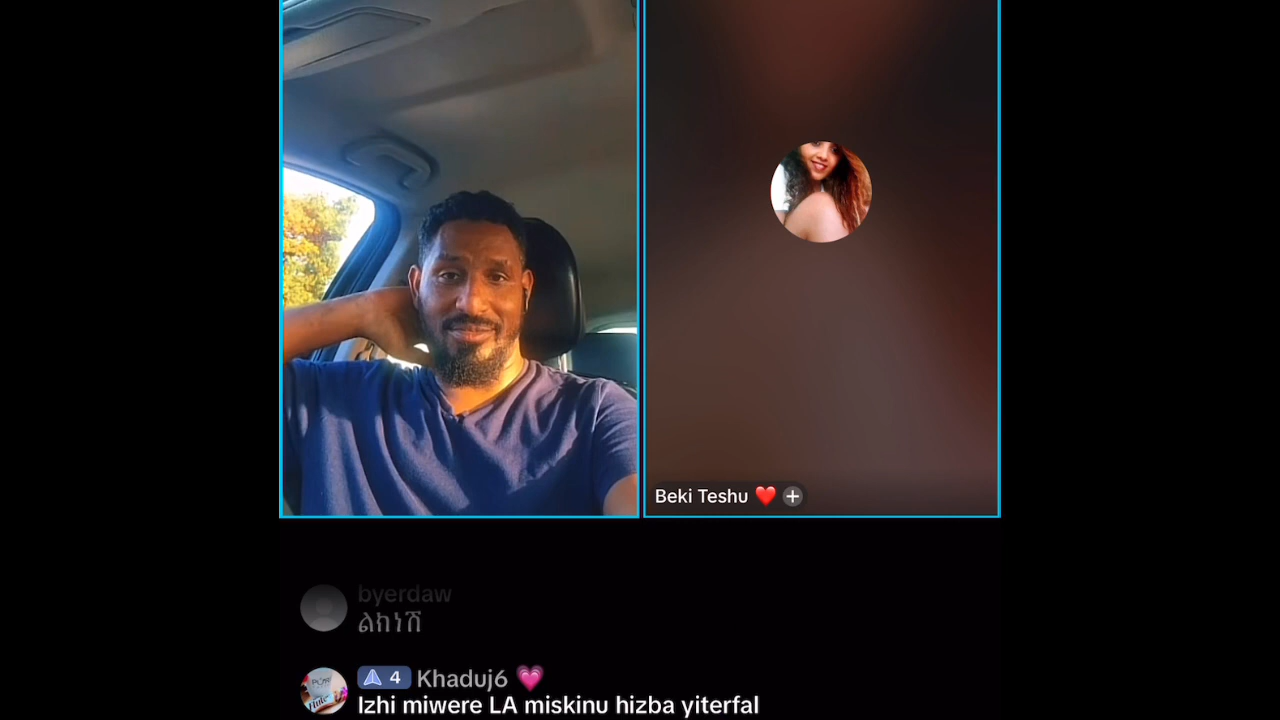 Beki Teshu ❤️
byerdaw
ልክነሽ
4 Khaduj6 💗
Izhi miwere LA miskinu hizba yiterfal